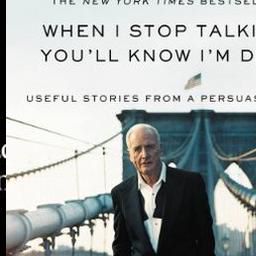 THE NEW YORK TIMES BESTSEL
WHEN I STOP TALKI
YOU'LL KNOW I'M D
USEFUL STORIES FROM A PERSUAS